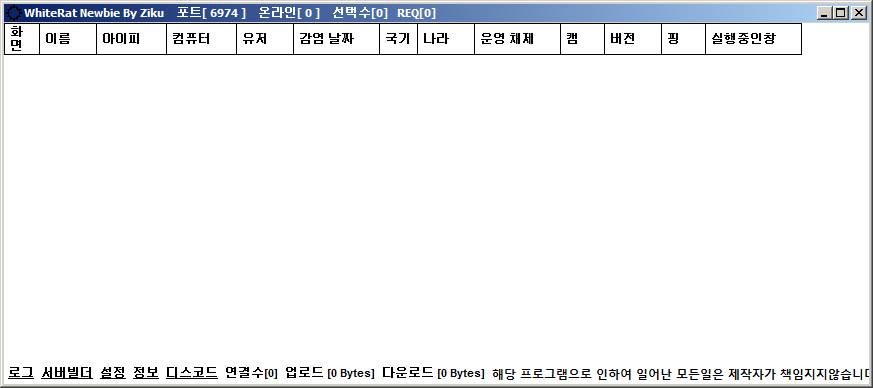 WhiteRat Newbie By Ziku 포트[ 6974 ] 온라인[ 0 ] 선택수[0] REQ[0]
화면 이름 아이피 컴퓨터 유저 감염 날짜 국기 나라 운영 채제 캠 버젼 핑 실행중인창
로그 서버빌더 설정 정보 디스코드 연결수[0] 업로드 [0 Bytes] 다운로드 [0 Bytes] 해당 프로그램으로 인하여 일어난 모든일은 제작자가 책임지지않습니